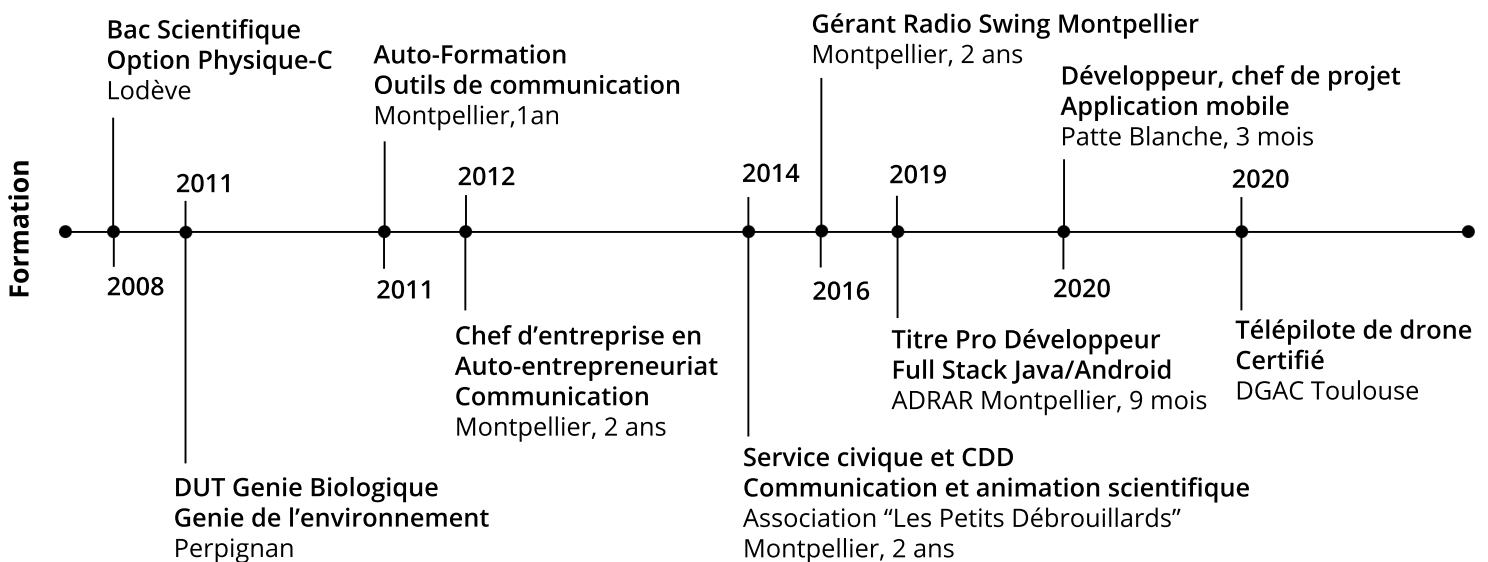 Formation
Bac Scientifique
Option Physique-C
Lodève
2008
2011
DUT Genie Biologique
Genie de l’environnement
Perpignan
Auto-Formation
Outils de communication
Montpellier,1an
2011
2012
Chef d’entreprise en
Auto-entrepreneuriat
Communication
Montpellier, 2 ans
2014
Service civique et CDD
Communication et animation scientifique
Association “Les Petits Débrouillards”
Montpellier, 2 ans
Gérant Radio Swing Montpellier
Montpellier, 2 ans
2016
2019
Titre Pro Développeur
Full Stack Java/Android
ADRAR Montpellier, 9 mois
Développeur, chef de projet
Application mobile
Patte Blanche, 3 mois
2020
2020
Télépilote de drone
Certifié
DGAC Toulouse